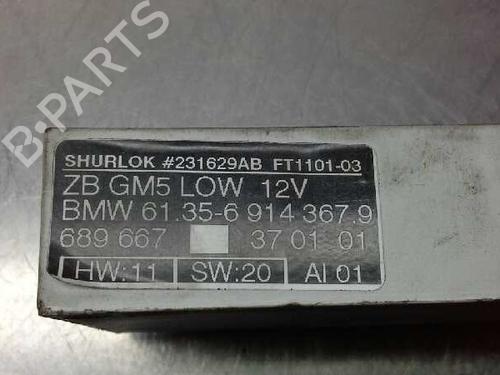 B-PARTS
SHURLOK #231629AB FT1101-03
ZB GM5 LOW 12V
BMW 61.35-6 914 367.9
689 667 37 01 01
HW:11 SW:20 AI 01